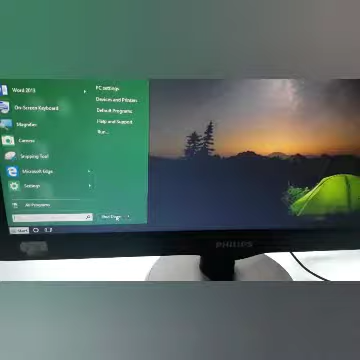 Word 2013
On-Screen Keyboard
Magnifier
Camera
Snipping Tool
Microsoft Edge
Settings
All Programs
PC settings
Devices and Printers
Default Programs
Help and Support
Run...
Shut Down
Start
PHILIPS